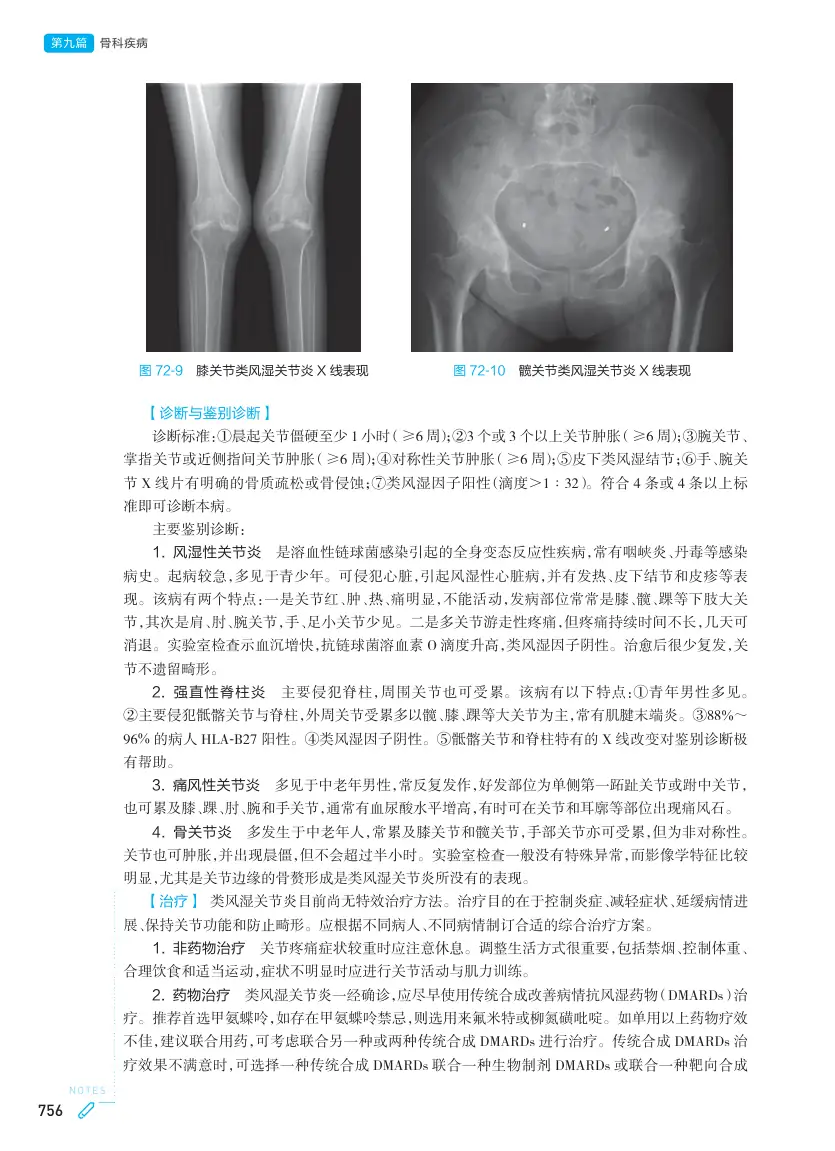 第九篇 骨科疾病
图 72-9 膝关节类风湿关节炎 X 线表现
图 72-10 髋关节类风湿关节炎 X 线表现
【诊断与鉴别诊断】
诊断标准:①晨起关节僵硬至少 1 小时(≥6 周);②3 个或 3 个以上关节肿胀(≥6 周);③腕关节、
掌指关节或近侧指间关节肿胀(≥6 周);④对称性关节肿胀(≥6 周);⑤皮下类风湿结节;⑥手、腕关
节 X 线片有明确的骨质疏松或骨侵蚀;⑦类风湿因子阳性(滴度>1∶32)。符合 4 条或 4 条以上标
准即可诊断本病。
主要鉴别诊断:
1. 风湿性关节炎 是溶血性链球菌感染引起的全身变态反应性疾病,常有咽峡炎、丹毒等感染
病史。起病较急,多见于青少年。可侵犯心脏,引起风湿性心脏病,并有发热、皮下结节和皮疹等表
现。该病有两个特点:一是关节红、肿、热、痛明显,不能活动,发病部位常常是膝、髋、踝等下肢大关
节,其次是肩、肘、腕关节,手、足小关节少见。二是多关节游走性疼痛,但疼痛持续时间不长,几天可
消退。实验室检查示血沉增快,抗链球菌溶血素 O 滴度升高,类风湿因子阴性。治愈后很少复发,关
节不遗留畸形。
2. 强直性脊柱炎 主要侵犯脊柱,周围关节也可受累。该病有以下特点:①青年男性多见。
②主要侵犯骶髂关节与脊柱,外周关节受累多以髋、膝、踝等大关节为主,常有肌腱末端炎。③88%~
96% 的病人 HLA-B27 阳性。④类风湿因子阴性。⑤骶髂关节和脊柱特有的 X 线改变对鉴别诊断极
有帮助。
3. 痛风性关节炎 多见于中老年男性,常反复发作,好发部位为单侧第一跖趾关节或跗中关节,
也可累及膝、踝、肘、腕和手关节,通常有血尿酸水平增高,有时可在关节和耳廓等部位出现痛风石。
4. 骨关节炎 多发生于中老年人,常累及膝关节和髋关节,手部关节亦可受累,但为非对称性。
关节也可肿胀,并出现晨僵,但不会超过半小时。实验室检查一般没有特殊异常,而影像学特征比较
明显,尤其是关节边缘的骨赘形成是类风湿关节炎所没有的表现。
【治疗】 类风湿关节炎目前尚无特效治疗方法。治疗目的在于控制炎症、减轻症状、延缓病情进
展、保持关节功能和防止畸形。应根据不同病人、不同病情制订合适的综合治疗方案。
1. 非药物治疗 关节疼痛症状较重时应注意休息。调整生活方式很重要,包括禁烟、控制体重、
合理饮食和适当运动,症状不明显时应进行关节活动与肌力训练。
2. 药物治疗 类风湿关节炎一经确诊,应尽早使用传统合成改善病情抗风湿药物(DMARDs)治
疗。推荐首选甲氨蝶呤,如存在甲氨蝶呤禁忌,则选用来氟米特或柳氮磺吡啶。如单用以上药物疗效
不佳,建议联合用药,可考虑联合另一种或两种传统合成 DMARDs 进行治疗。传统合成 DMARDs 治
疗效果不满意时,可选择一种传统合成 DMARDs 联合一种生物制剂 DMARDs 或联合一种靶向合成
NOTES
756